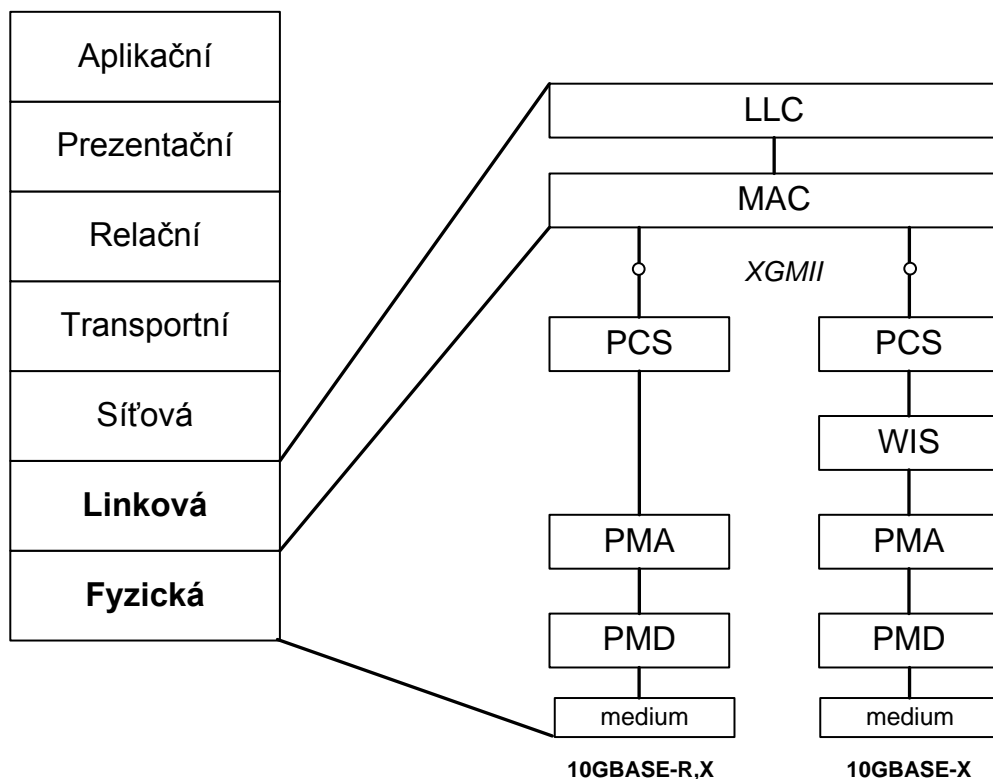 Aplikační
Prezentační
Relační
Transportní
Síťová
Linková
Fyzická
LLC
MAC
XGMII
PCS
PCS
WIS
PMA
PMA
PMD
PMD
medium
medium
10GBASE-R,X
10GBASE-X